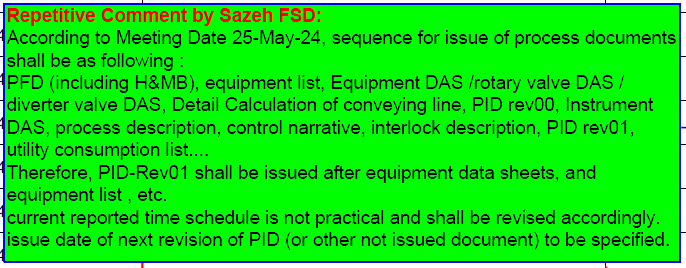 Repetitive Comment by Sazeh FSD:
According to Meeting Date 25-May-24, sequence for issue of process documents
shall be as following :
PFD (including H&MB), equipment list, Equipment DAS /rotary valve DAS /
diverter valve DAS, Detail Calculation of conveying line, PID rev00, Instrument
DAS, process description, control narrative, interlock description, PID rev01,
utility consumption list....
Therefore, PID-Rev01 shall be issued after equipment data sheets, and
equipment list , etc.
current reported time schedule is not practical and shall be revised accordingly.
issue date of next revision of PID (or other not issued document) to be specified.